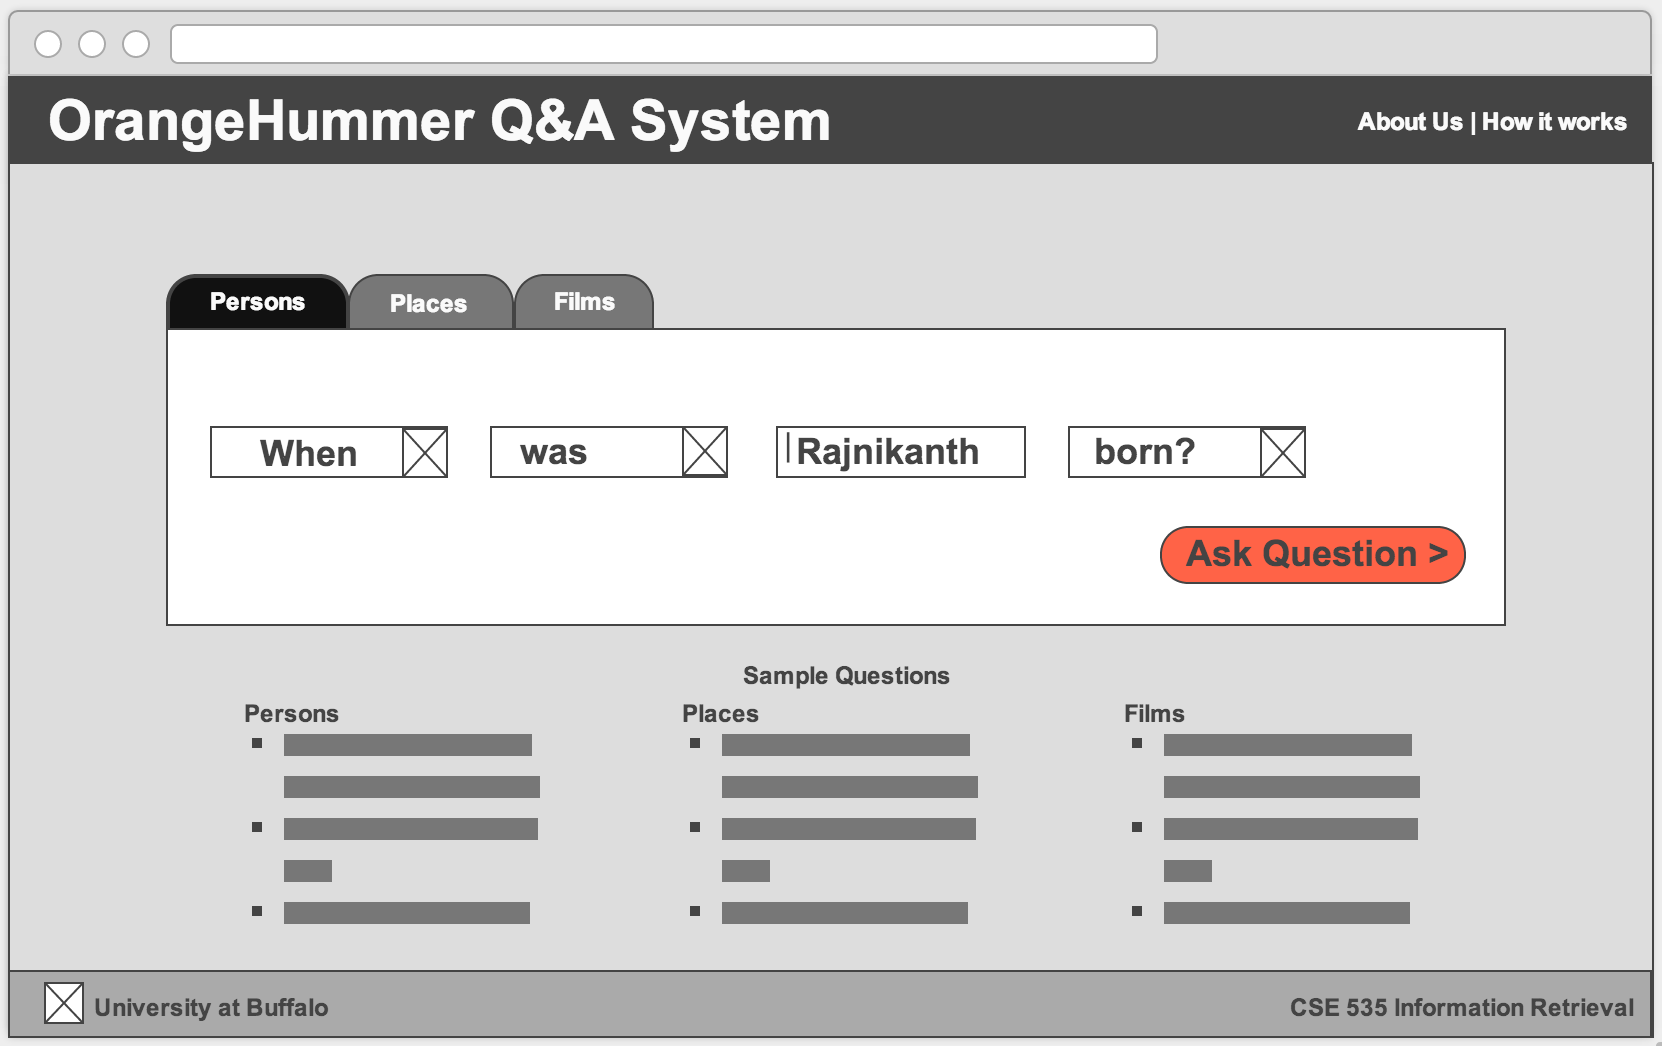 OrangeHummer Q&A System
About Us | How it works
Persons
Places
Films
When
was
Rajnikanth
born?
Ask Question >
Sample Questions
Persons
Places
Films
University at Buffalo
CSE 535 Information Retrieval